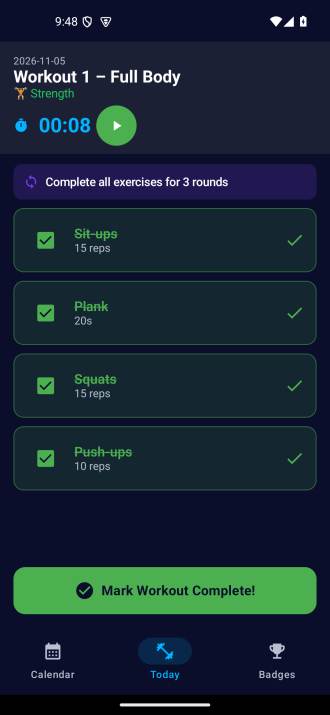 9:48
2026-11-05
Workout 1 – Full Body
🏋 Strength
00:08
Complete all exercises for 3 rounds
Sit-ups
15 reps
Plank
20s
Squats
15 reps
Push-ups
10 reps
Mark Workout Complete!
Calendar
Today
Badges